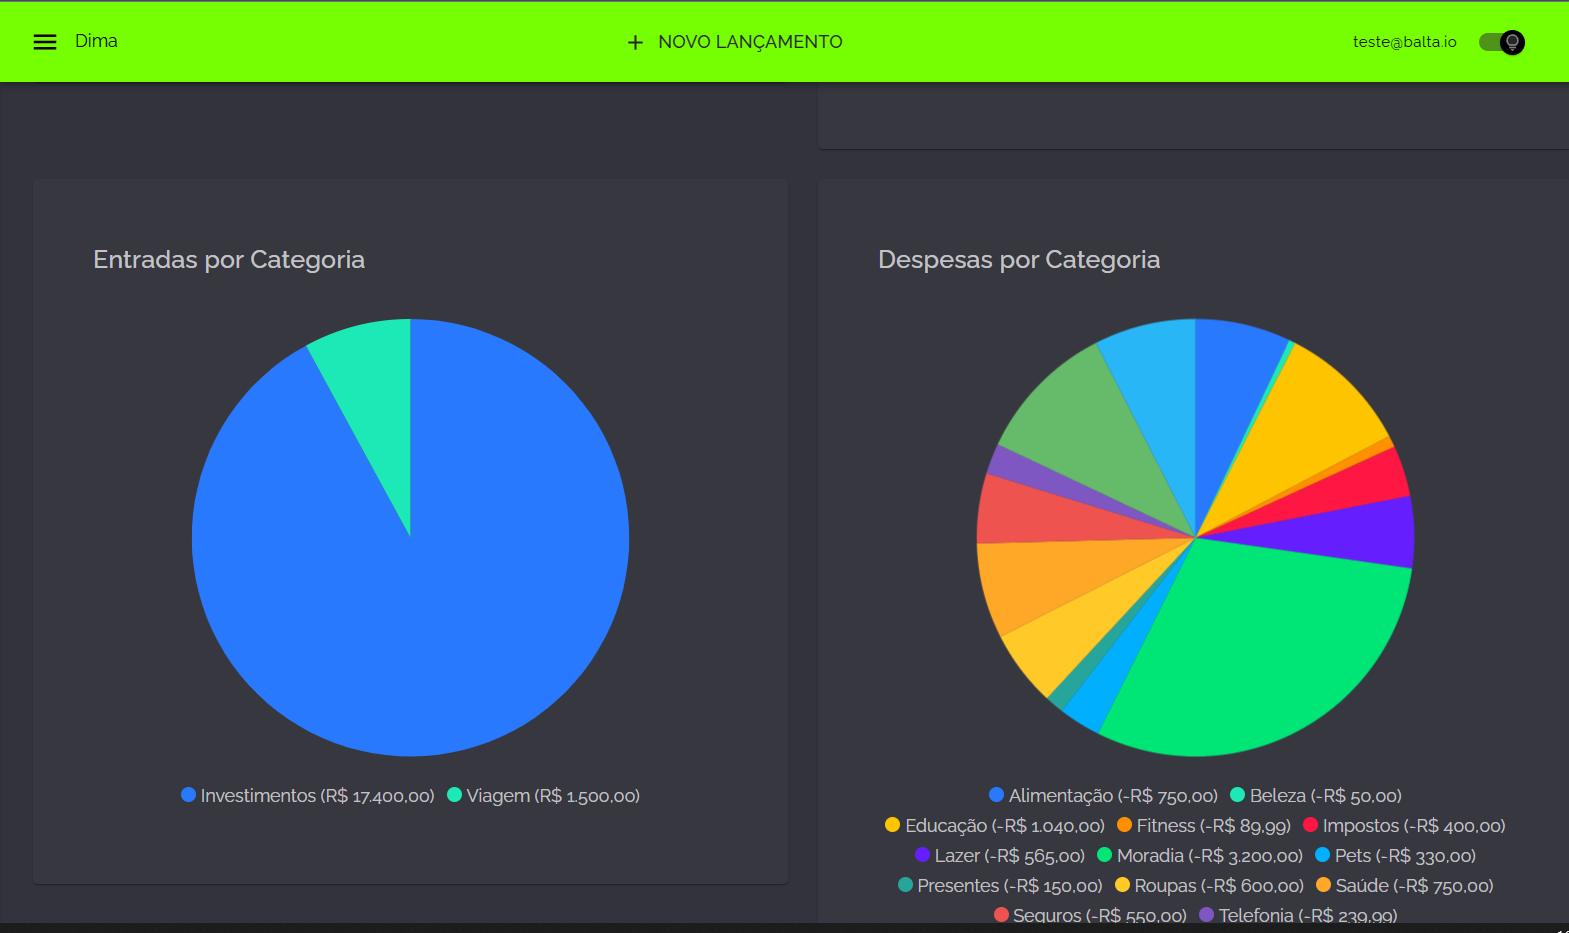 Dima
+ NOVO LANÇAMENTO
teste@balta.io
Entradas por Categoria
Investimentos (R$ 17.400,00) Viagem (R$ 1.500,00)
Despesas por Categoria
Alimentação (-R$ 750,00) Beleza (-R$ 50,00)
Educação (-R$ 1.040,00) Fitness (-R$ 89,99) Impostos (-R$ 400,00)
Lazer (-R$ 565,00) Moradia (-R$ 3.200,00) Pets (-R$ 330,00)
Presentes (-R$ 150,00) Roupas (-R$ 600,00) Saúde (-R$ 750,00)
Seguros (-R$ 550,00) Telefonia (-R$ 239,99)